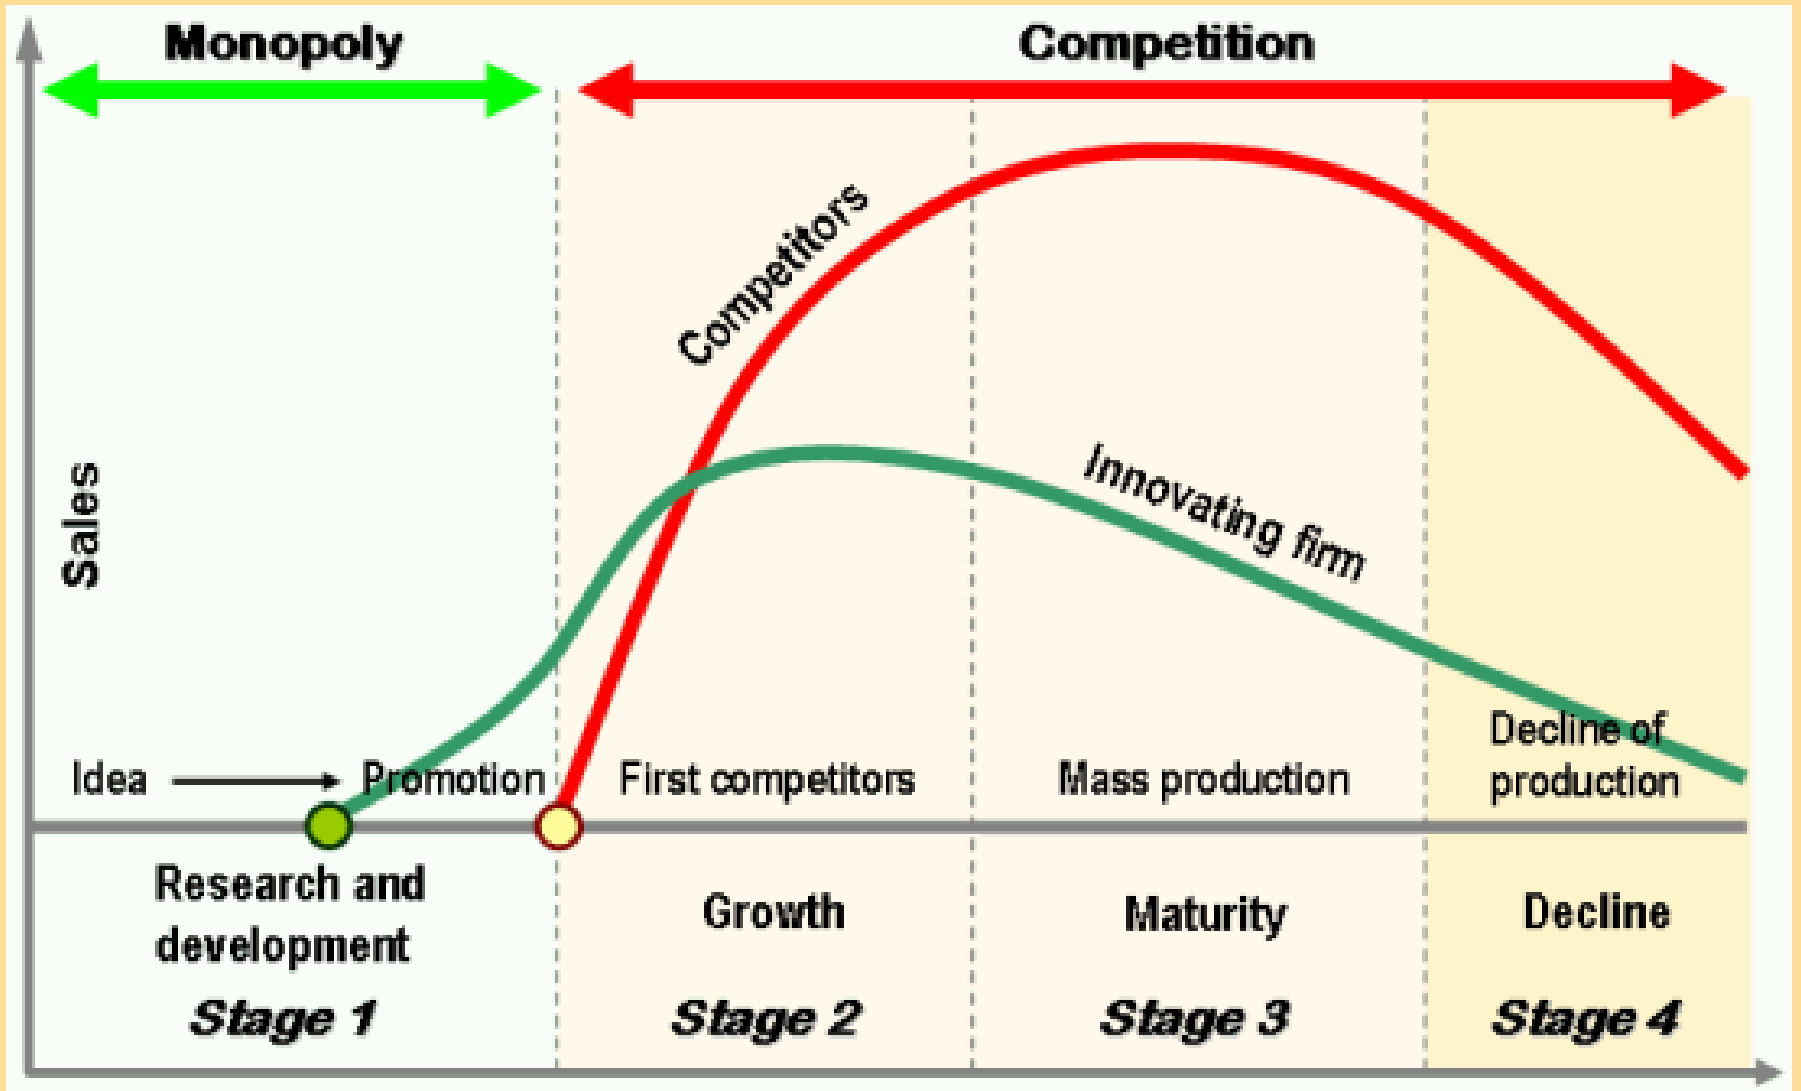 Monopoly
Competition
Competitors
Innovating firm
Sales
Idea
Promotion
First competitors
Mass production
Decline of
production
Research and
development
Growth
Maturity
Decline
Stage 1
Stage 2
Stage 3
Stage 4